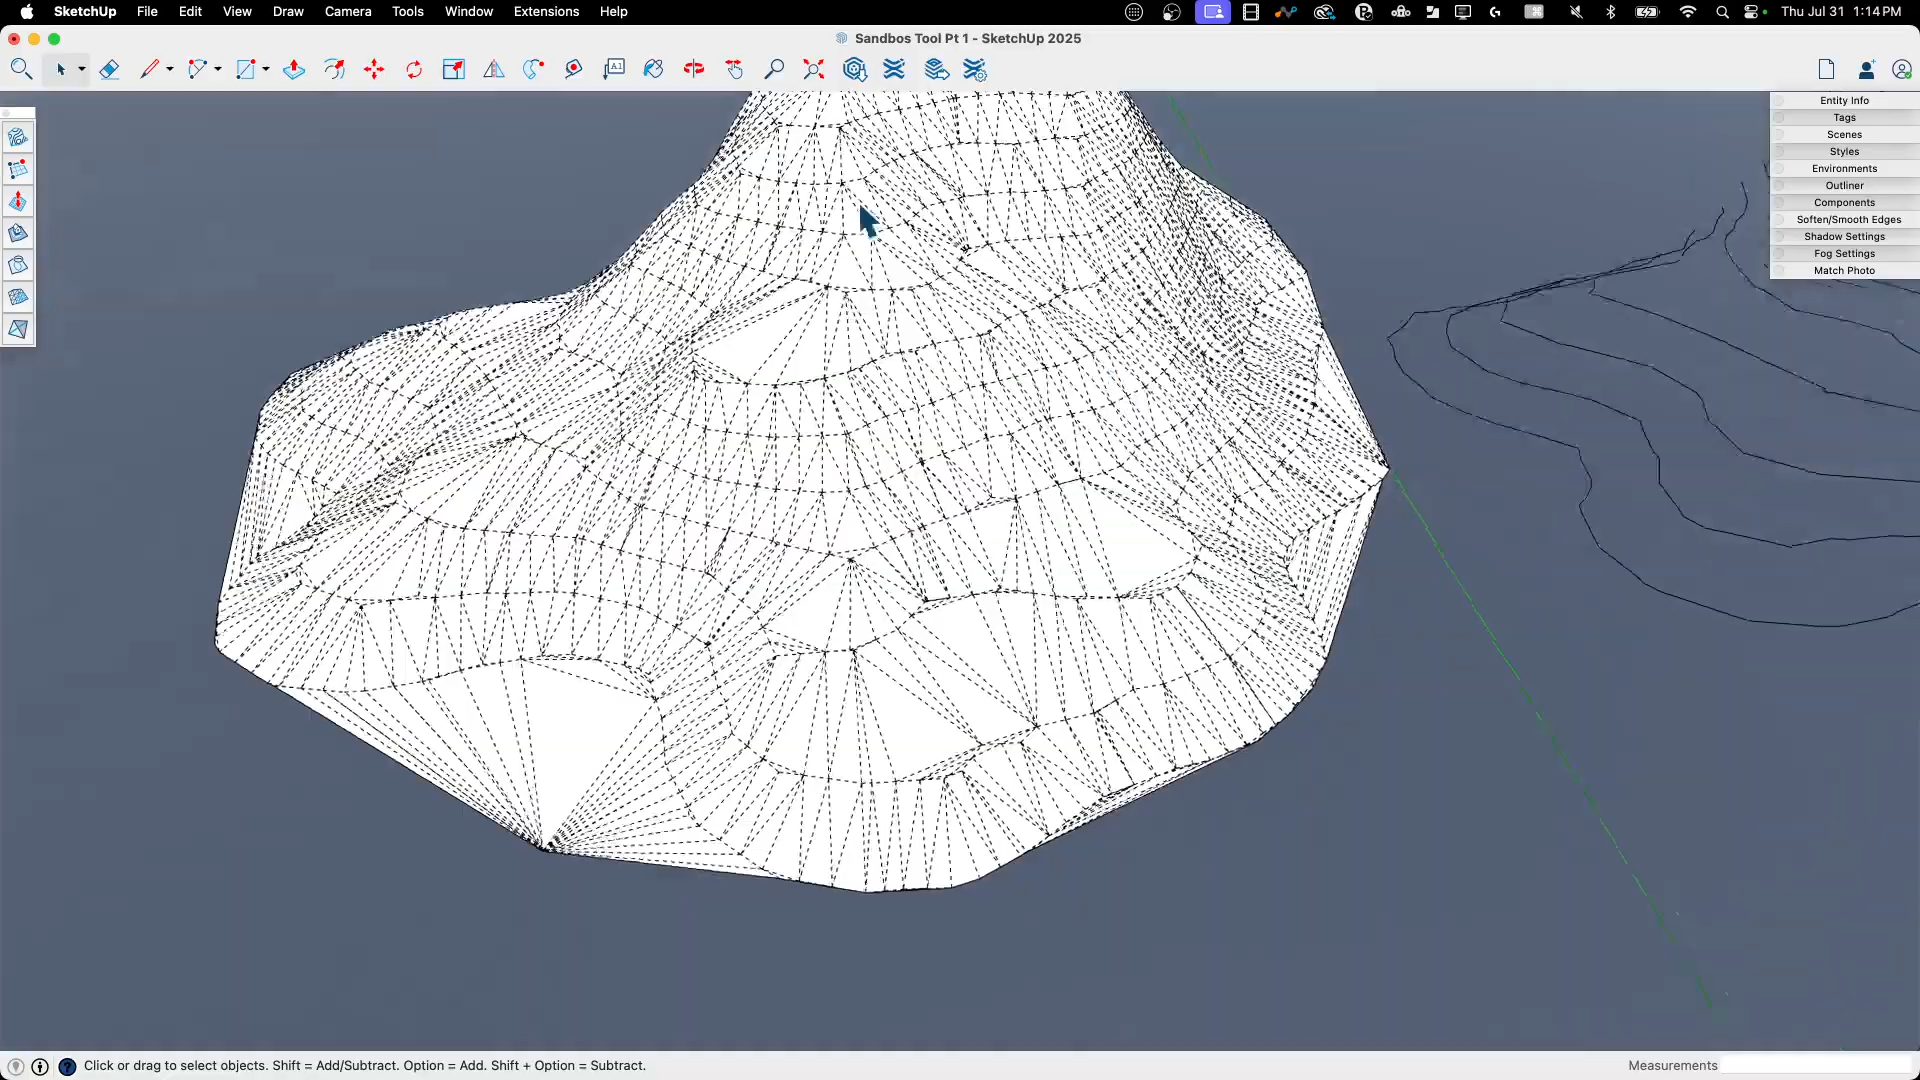 SketchUp File Edit View Draw Camera Tools Window Extensions Help Thu Jul 31 1:14 PM
Sandbos Tool Pt 1 - SketchUp 2025
A1
Entity Info
Tags
Scenes
Styles
Environments
Outliner
Components
Soften/Smooth Edges
Shadow Settings
Fog Settings
Match Photo
Click or drag to select objects. Shift = Add/Subtract. Option = Add. Shift + Option = Subtract. Measurements